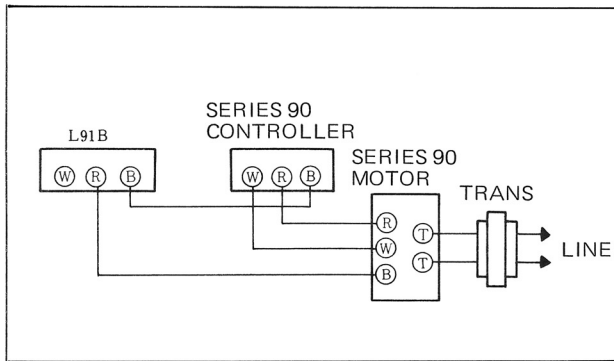 L91B
W R B
SERIES 90
CONTROLLER
W R B
SERIES 90
MOTOR
R
W
B
T
T
TRANS
LINE